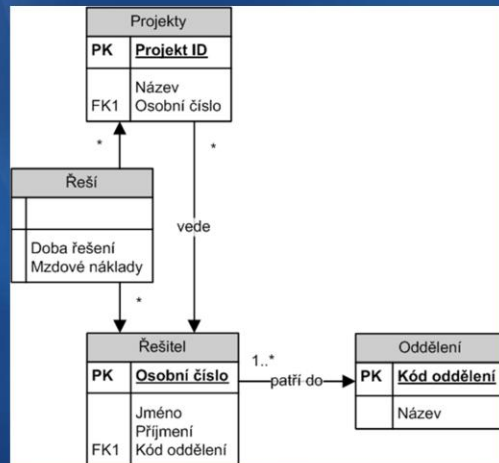 Projekty
PK Projekt ID
Název
FK1 Osobní číslo
* *
Řeší
vede
Doba řešení
Mzdové náklady
*
Řešitel
Oddělení
1..*
PK Osobní číslo
patří do
PK Kód oddělení
Jméno
Název
Příjmení
FK1 Kód oddělení